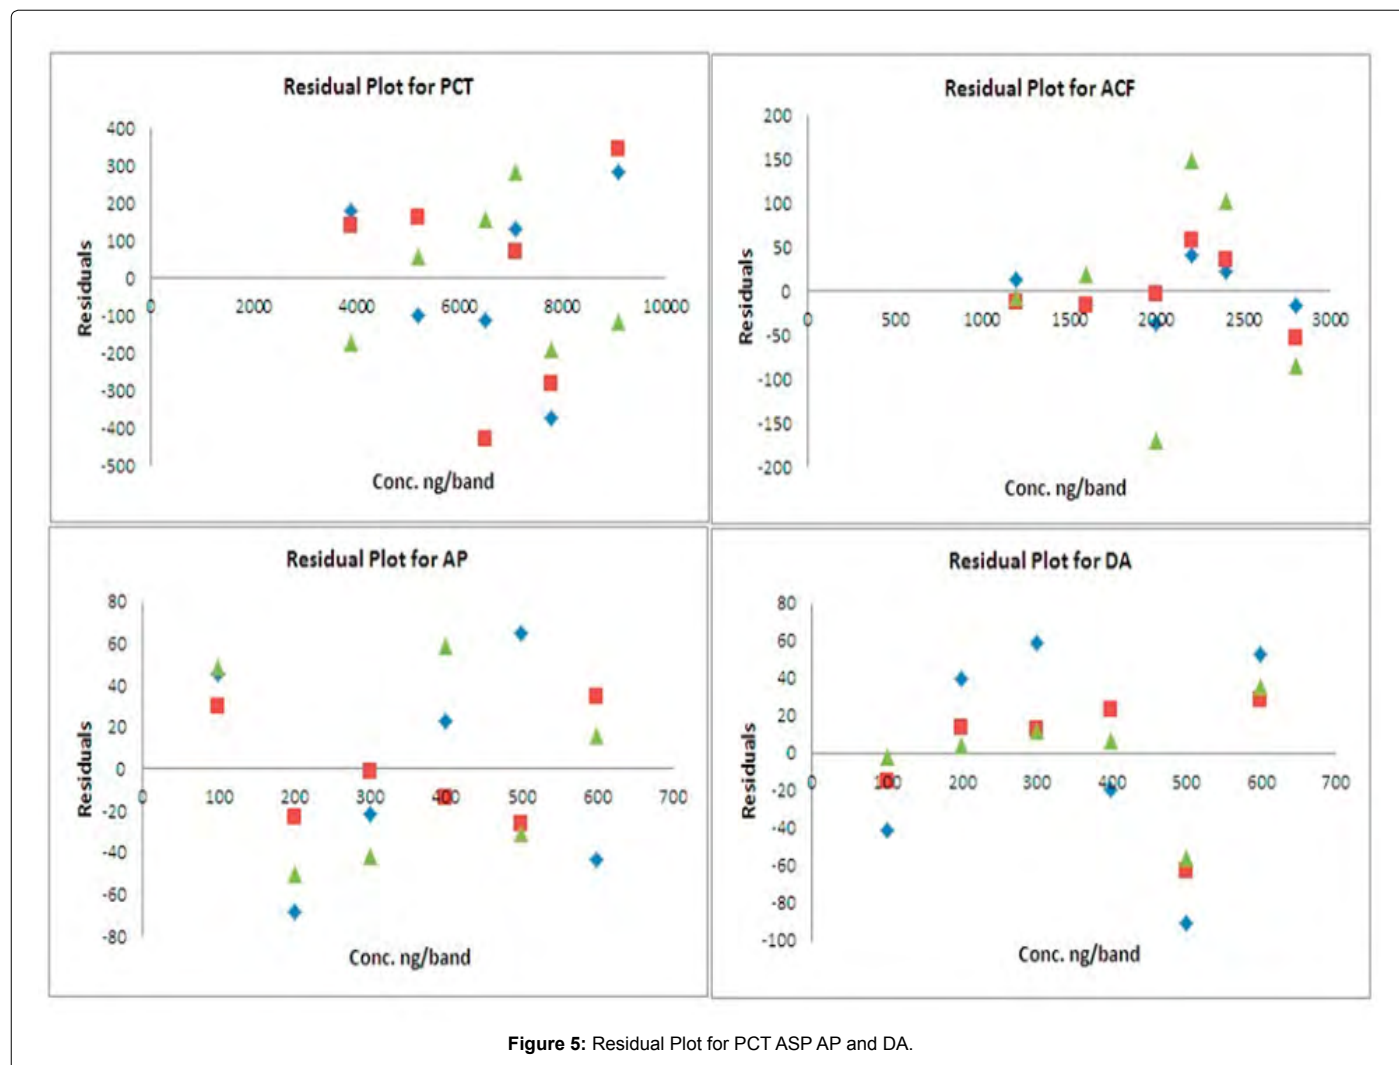 Residual Plot for PCT
400
300
200
100
0
-100
-200
-300
-400
-500
0 2000 4000 6000 8000 10000
Residuals
Conc. ng/band
Residual Plot for ACF
200
150
100
50
0
-50
-100
-150
-200
0 500 1000 1500 2000 2500 3000
Residuals
Conc. ng/band
Residual Plot for AP
80
60
40
20
0
-20
-40
-60
-80
0 100 200 300 400 500 600 700
Residuals
Conc. ng/band
Residual Plot for DA
80
60
40
20
0
-20
-40
-60
-80
-100
0 100 200 300 400 500 600 700
Residuals
Conc. ng/band
Figure 5: Residual Plot for PCT ASP AP and DA.